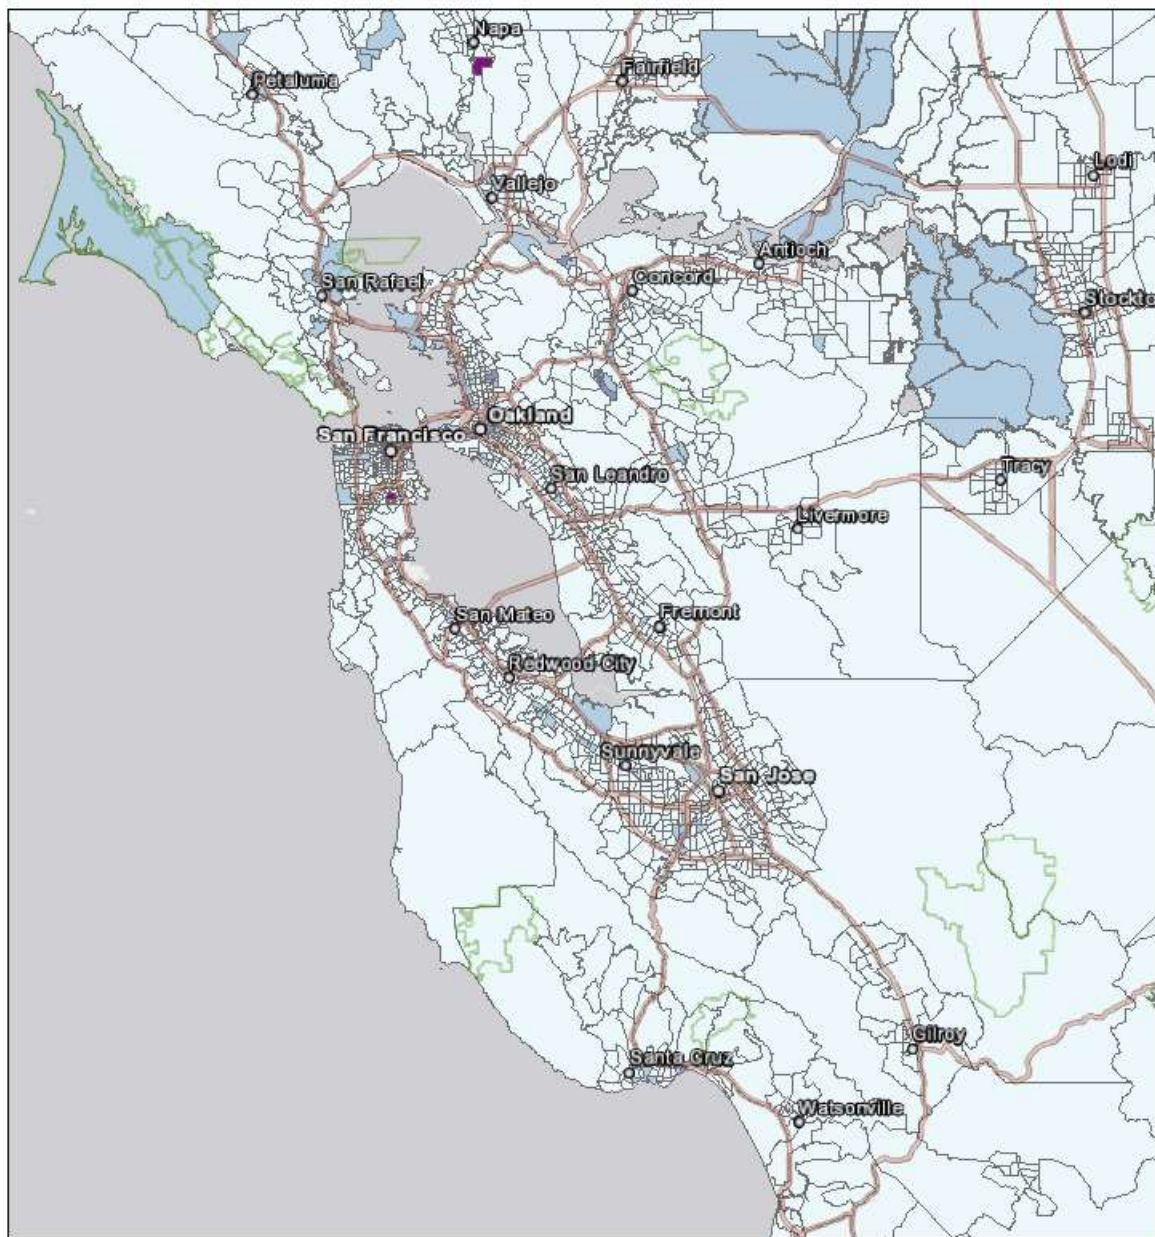 Napa
Fairfield
Petaluma
Lodi
Vallejo
Antioch
San Rafael
Concord
Stockto
Oakland
San Francisco
San Leandro
Tracy
Livermore
San Mateo
Fremont
Redwood City
Sunnyvale
San Jose
Gilroy
Santa Cruz
Watsonville